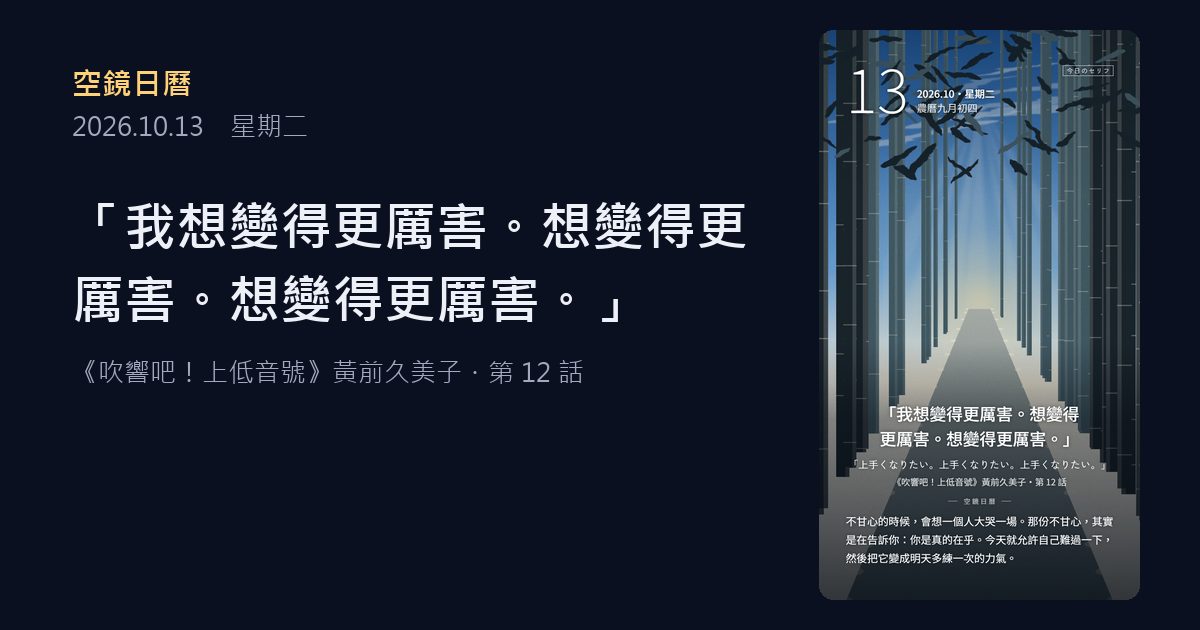 空鏡日曆
2026.10.13　星期二
「我想變得更厲害。想變得更
厲害。想變得更厲害。」
《吹響吧！上低音號》黃前久美子·第 12 話
13
2026.10·星期二
農曆九月初四
今日のセリフ
「我想變得更厲害。想變得
更厲害。想變得更厲害。」
「上手くなりたい。上手くなりたい。上手くなりたい。」
《吹響吧！上低音號》黃前久美子·第 12 話
— 空鏡日曆 —
不甘心的時候，會想一個人大哭一場。那份不甘心，其實
是在告訴你：你是真的在乎。今天就允許自己難過一下，
然後把它變成明天多練一次的力氣。